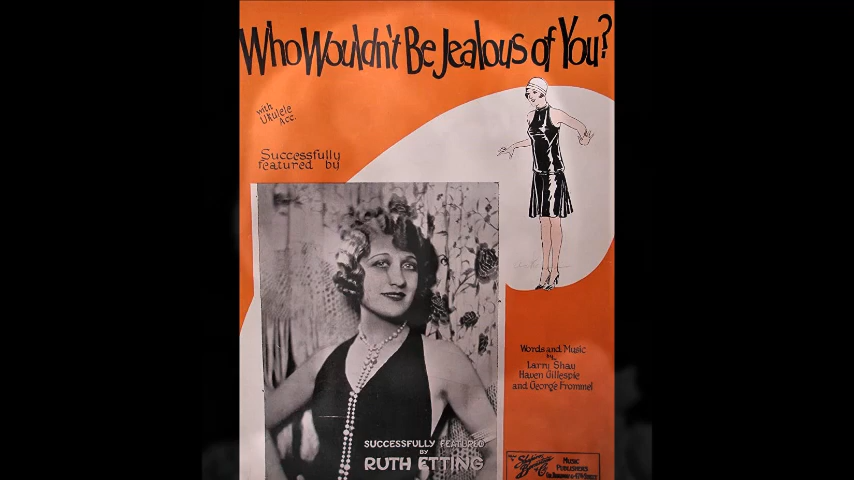 Who Wouldn't Be Jealous of You?
with
Ukulele
Acc.
Successfully
featured by
Words and Music
by
Larry Shay
Haven Gillespie
and George Frommel
SUCCESSFULLY FEATURED
BY
RUTH ETTING
MUSIC
PUBLISHERS